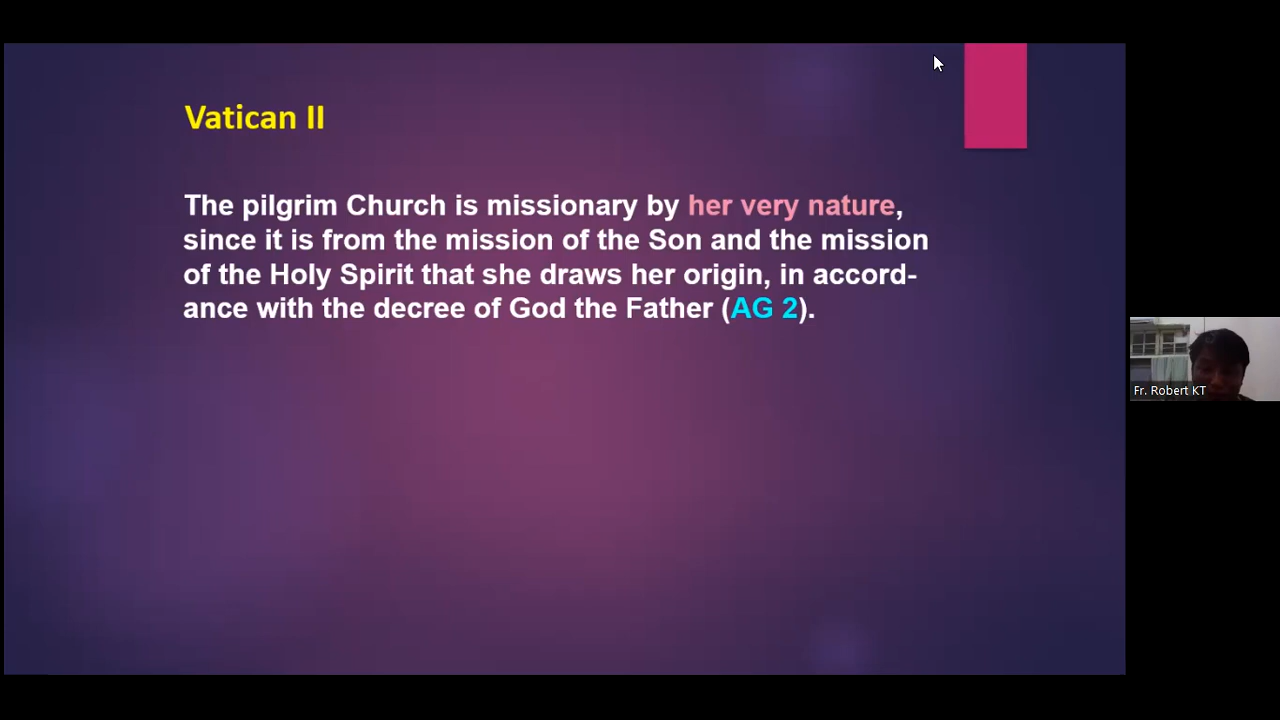 Vatican II
The pilgrim Church is missionary by her very nature,
since it is from the mission of the Son and the mission
of the Holy Spirit that she draws her origin, in accord-
ance with the decree of God the Father (AG 2).
Fr. Robert KT